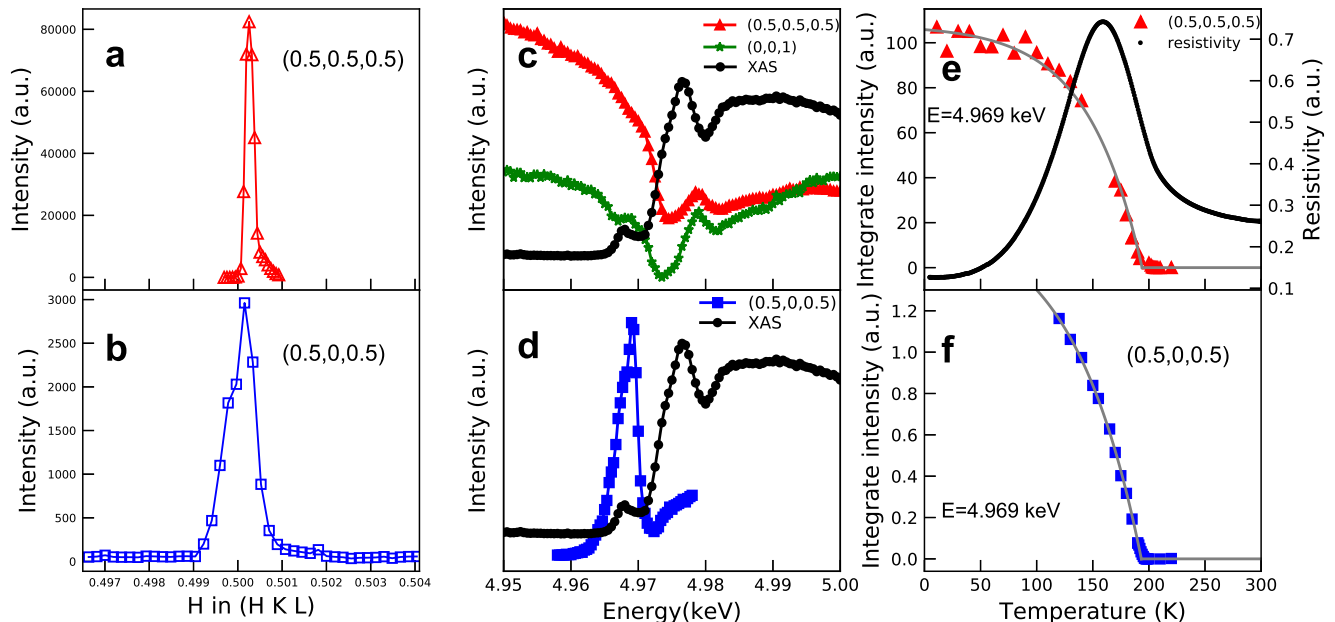 80000
60000
40000
20000
0
Intensity (a.u.)
a
(0.5,0.5,0.5)
3000
2500
2000
1500
1000
500
0
Intensity (a.u.)
b
(0.5,0,0.5)
0.497 0.498 0.499 0.500 0.501 0.502 0.503 0.504
H in (H K L)
Intensity (a.u.)
c
(0.5,0.5,0.5)
(0,0,1)
XAS
Intensity (a.u.)
d
(0.5,0,0.5)
XAS
4.95 4.96 4.97 4.98 4.99 5.00
Energy(keV)
100
80
60
40
20
0
Integrate intensity (a.u.)
e
(0.5,0.5,0.5)
resistivity
E=4.969 keV
0.7
0.6
0.5
0.4
0.3
0.2
0.1
Resistivity (a.u.)
1.2
1.0
0.8
0.6
0.4
0.2
0.0
Integrate intensity (a.u.)
f
(0.5,0,0.5)
E=4.969 keV
0 50 100 150 200 250 300
Temperature (K)